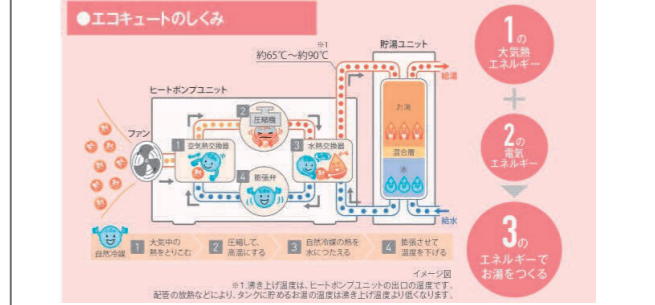 ●エコキュートのしくみ
※1
約65℃～約90℃
貯湯ユニット
給湯
ヒートポンプユニット
ファン
1
空気熱交換器
2
圧縮機
3
水熱交換器
4
膨張弁
お湯
混合層
水
給水
熱
自然冷媒
1 大気中の
熱をとりこむ
2 圧縮して、
高温にする
3 自然冷媒の熱を
水につたえる
4 膨張させて
温度を下げる
イメージ図
※1.沸き上げ温度は、ヒートポンプユニットの出口の温度です。
配管の放熱などにより、タンクに貯めるお湯の温度は沸き上げ温度より低くなります。
1の
大気熱
エネルギー
+
2の
電気
エネルギー
3の
エネルギーで
お湯をつくる